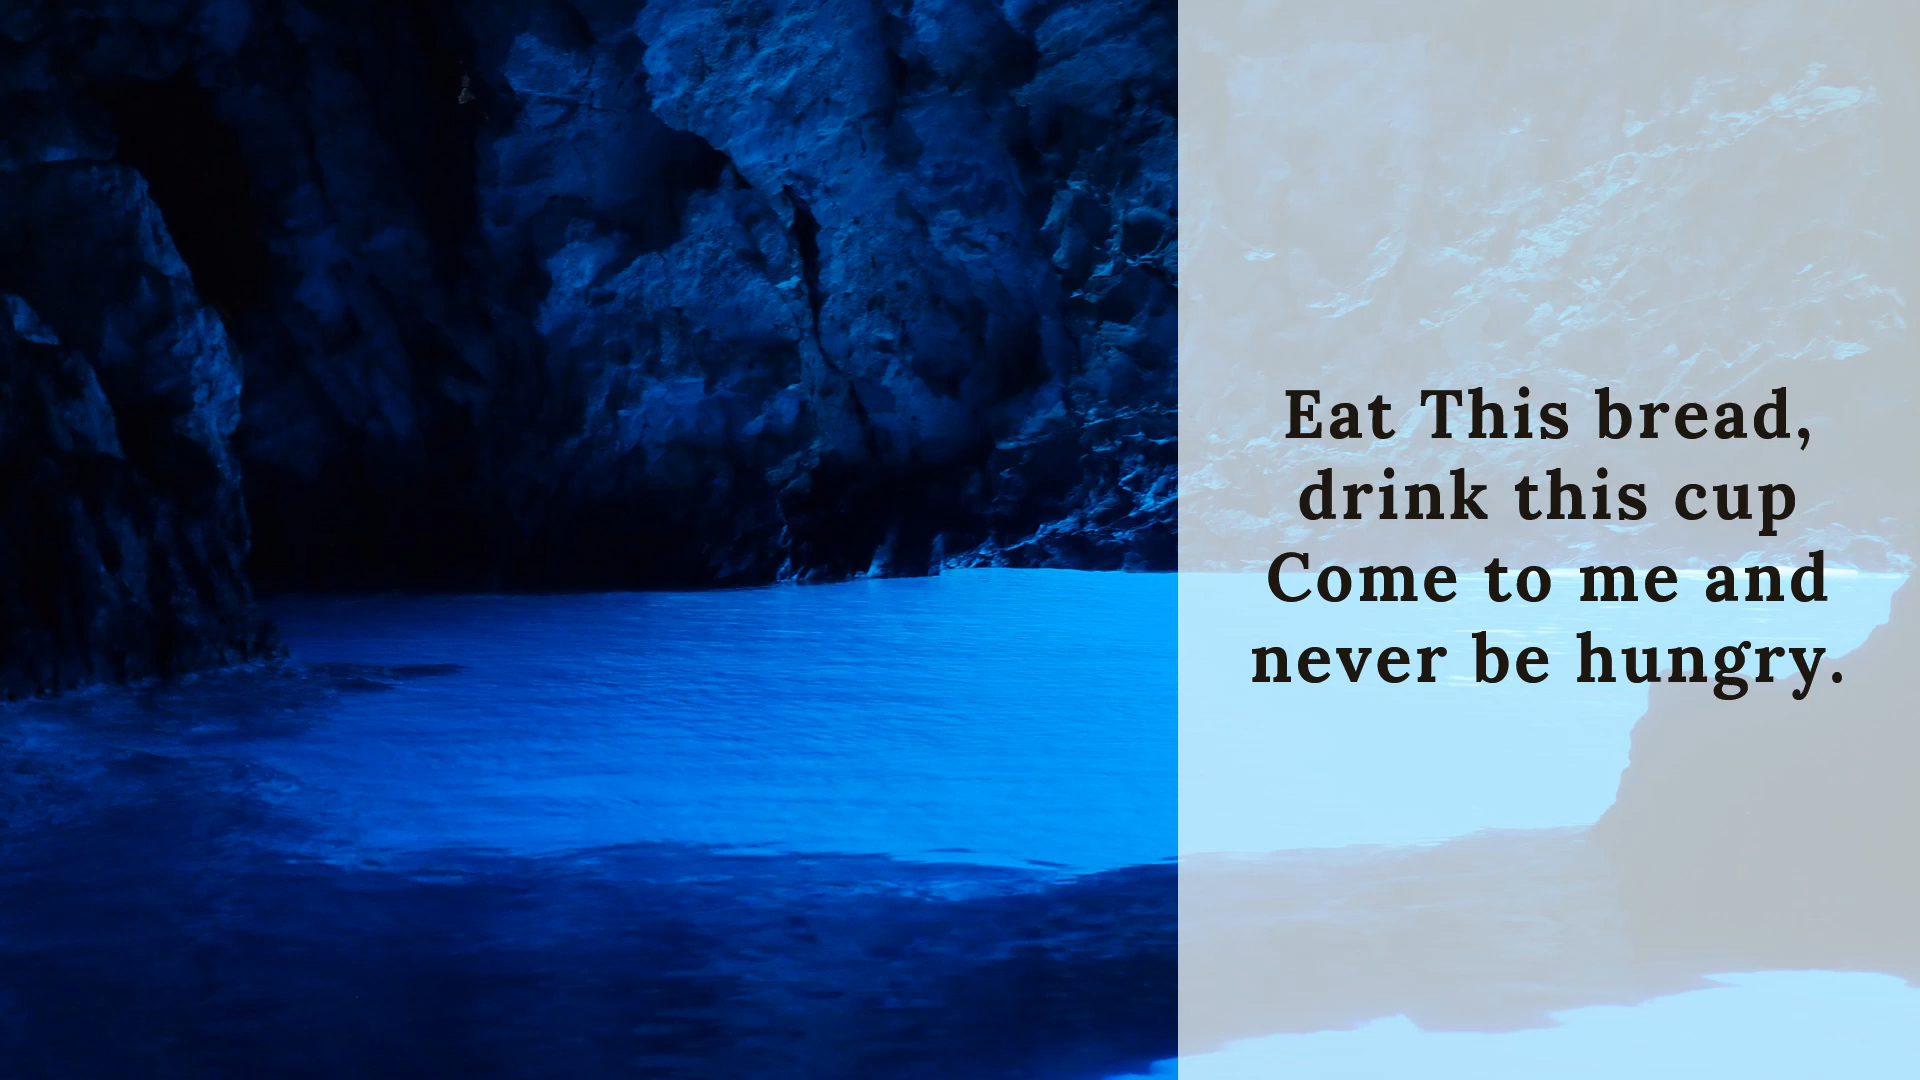 Eat This bread,
drink this cup
Come to me and
never be hungry.